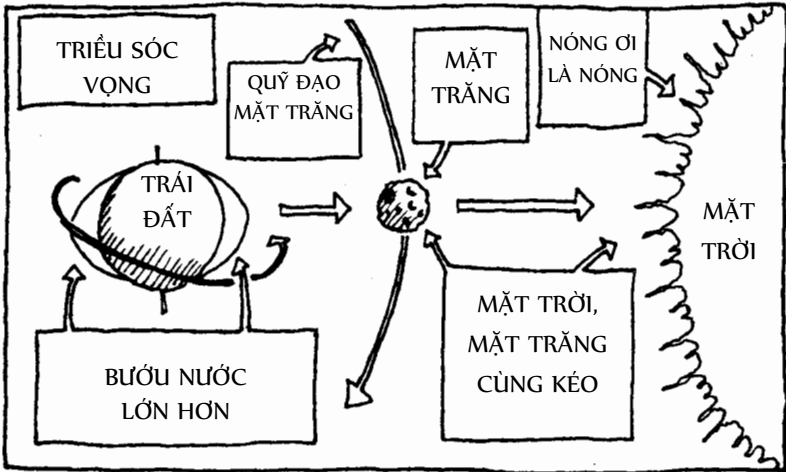 TRIỀU SÓC
VỌNG
QUỸ ĐẠO
MẶT TRĂNG
MẶT
TRĂNG
NÓNG ƠI
LÀ NÓNG
TRÁI
ĐẤT
MẶT
TRỜI
BƯỚU NƯỚC
LỚN HƠN
MẶT TRỜI,
MẶT TRĂNG
CÙNG KÉO